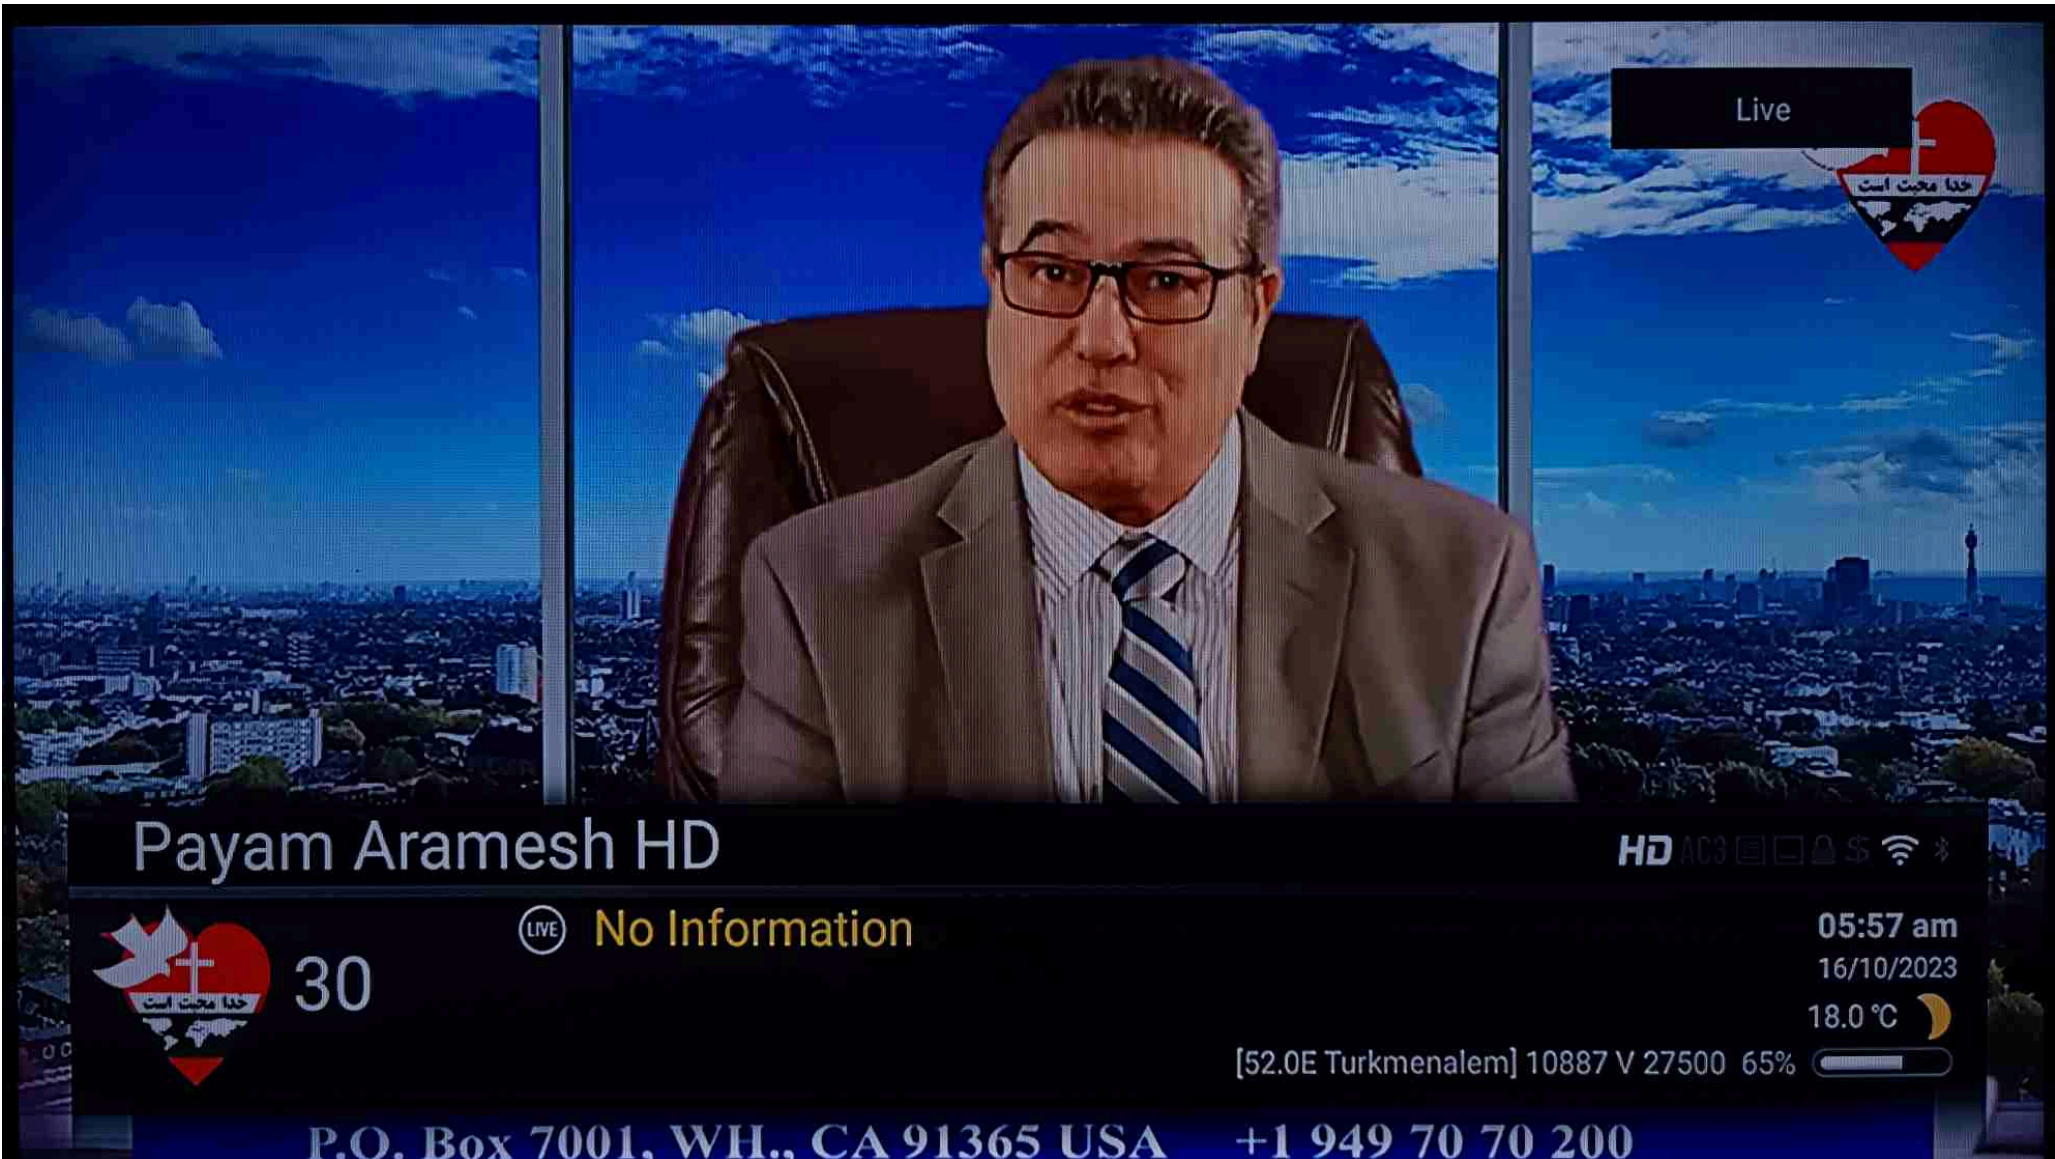 Live
خدا محبت است
Payam Aramesh HD
HD AC3 $
LIVE No Information
خدا محبت است
30
05:57 am
16/10/2023
18.0 °C
[52.0E Turkmenalem] 10887 V 27500 65%
P.O. Box 7001, WH., CA 91365 USA +1 949 70 70 200